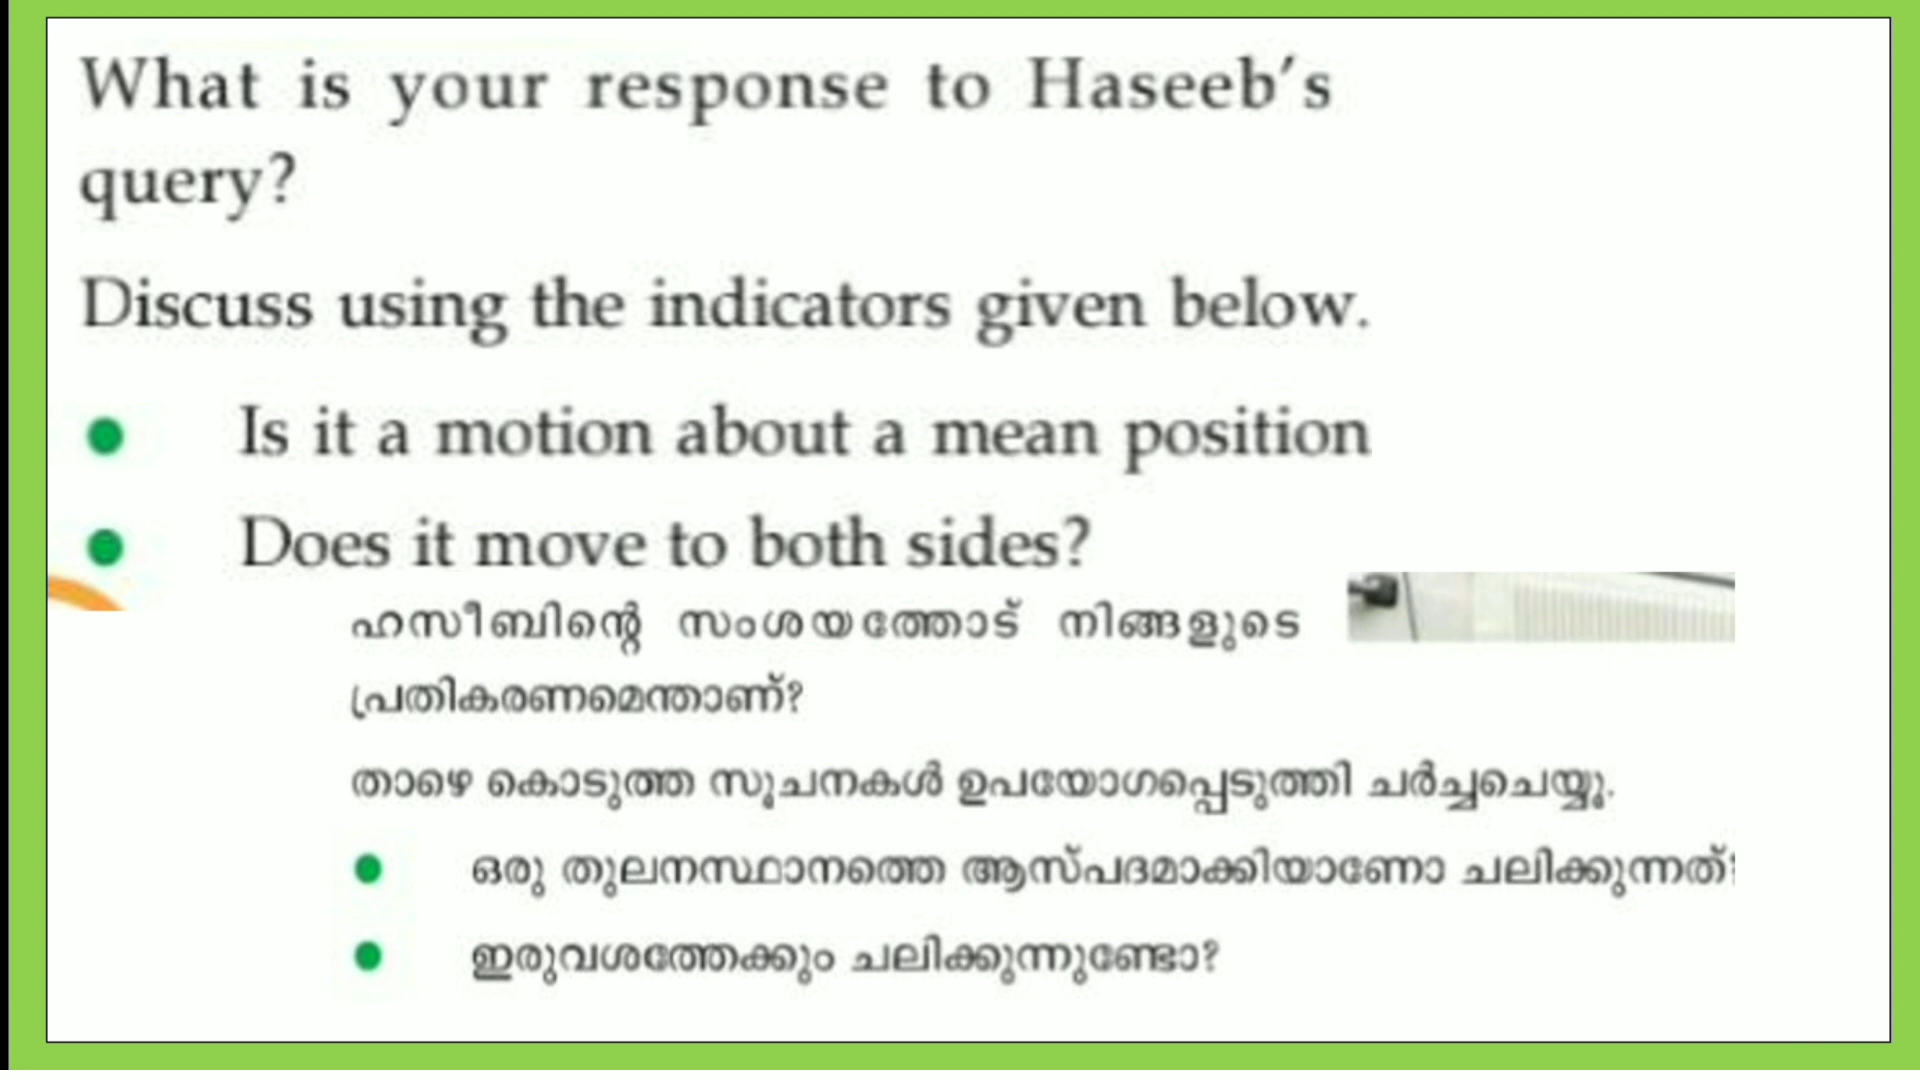 What is your response to Haseeb's
query?
Discuss using the indicators given below.
Is it a motion about a mean position
Does it move to both sides?
ഹസീബിന്റെ സംശയത്തോട് നിങ്ങളുടെ
പ്രതികരണമെന്താണ്?
താഴെ കൊടുത്ത സൂചനകൾ ഉപയോഗപ്പെടുത്തി ചർച്ചചെയ്യൂ.
ഒരു തുലനസ്ഥാനത്തെ ആസ്പദമാക്കിയാണോ ചലിക്കുന്നത്?
ഇരുവശത്തേക്കും ചലിക്കുന്നുണ്ടോ?